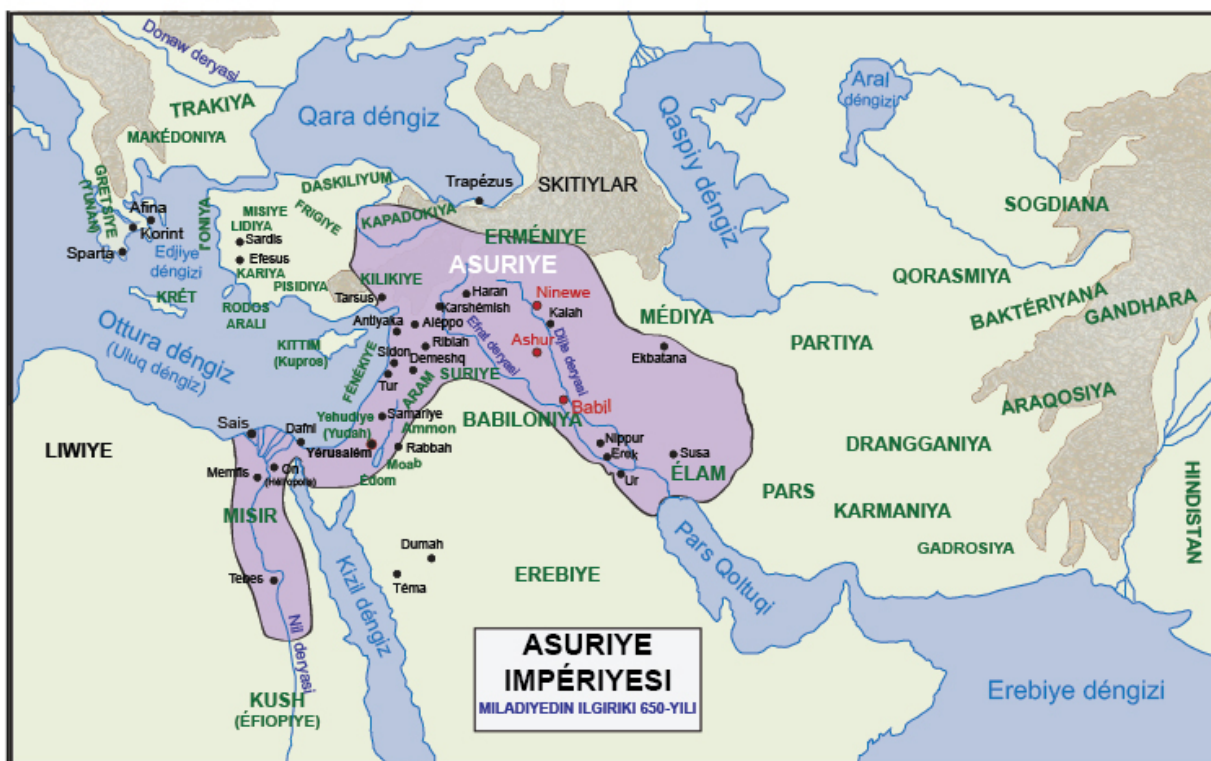 Donaw deryasi
TRAKIYA
MAKÉDONIYA
Qara déngiz
Qaspiy déngiz
Aral
déngizi
GRETSIYE
(YUNAN)
Afina
Korint
Sparta
Edjiye
déngizi
KRÉT
RODOS
ARALI
MISIYE
LIDIYA
Sardis
Efesus
KARIYA
PISIDIYA
DASKILIYUM
FRIGIYE
KAPADOKIYA
Trapézus
SKITIYLAR
ERMÉNIYE
ASURIYE
KILIKIYE
Tarsus
Haran
Karshémish
Ninewe
Kalah
Antiyaka
Aléppo
Riblah
Efrat deryasi
Dijle deryasi
Ashur
MÉDIYA
Ekbatana
SOGDIANA
QORASMIYA
BAKTÉRIYANA
GANDHARA
PARTIYA
ARAQOSIYA
DRANGGANIYA
HINDISTAN
Ottura déngiz
(Uluq déngiz)
KITTIM
(Kupros)
FÉNÉKIYE
Sidon
Demeshq
Tur
ARAM
SURIYE
Babil
BABILONIYA
Yehudiye
(Yudah)
Samariye
Ammon
Yérusalém
Rabbah
Moab
Édom
Nippur
Erek
Ur
Susa
ÉLAM
PARS
KARMANIYA
GADROSIYA
LIWIYE
Sais
Dafni
Memfis
On
MISIR
Tebes
Nil deryasi
Kizil déngiz
Dumah
Téma
EREBIYE
Pars Qoltuqi
KUSH
(ÉFIOPIYE)
Erebiye déngizi
ASURIYE
IMPÉRIYESI
MILADIYEDIN ILGIRIKI 650-YILI